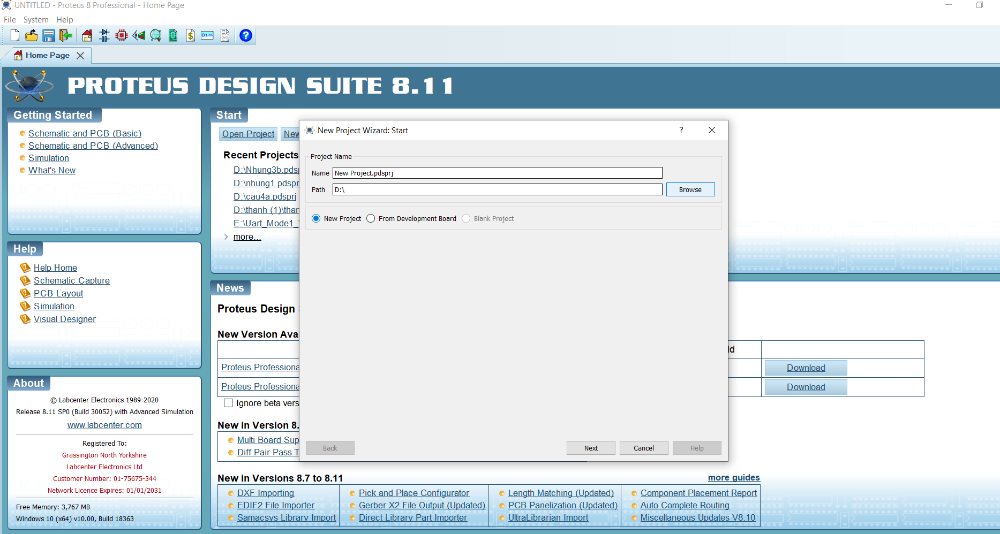 UNTITLED - Proteus 8 Professional - Home Page
File System Help
Home Page
PROTEUS DESIGN SUITE 8.11
Getting Started
Schematic and PCB (Basic)
Schematic and PCB (Advanced)
Simulation
What's New
Help
Help Home
Schematic Capture
PCB Layout
Simulation
Visual Designer
About
© Labcenter Electronics 1989-2020
Release 8.11 SP0 (Build 30052) with Advanced Simulation
www.labcenter.com
Registered To:
Grassington North Yorkshire
Labcenter Electronics Ltd
Customer Number: 01-75675-344
Network Licence Expires: 01/01/2031
Free Memory: 3,767 MB
Windows 10 (x64) v10.00, Build 18363
Start
Open Project New
Recent Projects
D:\Nhung3b.pdsp
D:\nhung1.pdspr
D:\cau4a.pdsprj
D:\thanh (1)\than
E:\Uart_Mode1_
more...
New Project Wizard: Start
?
Project Name
Name New Project.pdsprj
Path D:\ Browse
New Project From Development Board Blank Project
Back Next Cancel Help
News
Proteus Design
New Version Ava
id
Proteus Professiona Download
Proteus Professiona Download
Ignore beta vers
New in Version 8.
Multi Board Sup
Diff Pair Pass T
New in Versions 8.7 to 8.11 more guides
DXF Importing Pick and Place Configurator Length Matching (Updated) Component Placement Report
EDIF2 File Importer Gerber X2 File Output (Updated) PCB Panelization (Updated) Auto Complete Routing
Samacsys Library Import Direct Library Part Importer UltraLibrarian Import Miscellaneous Updates V8.10